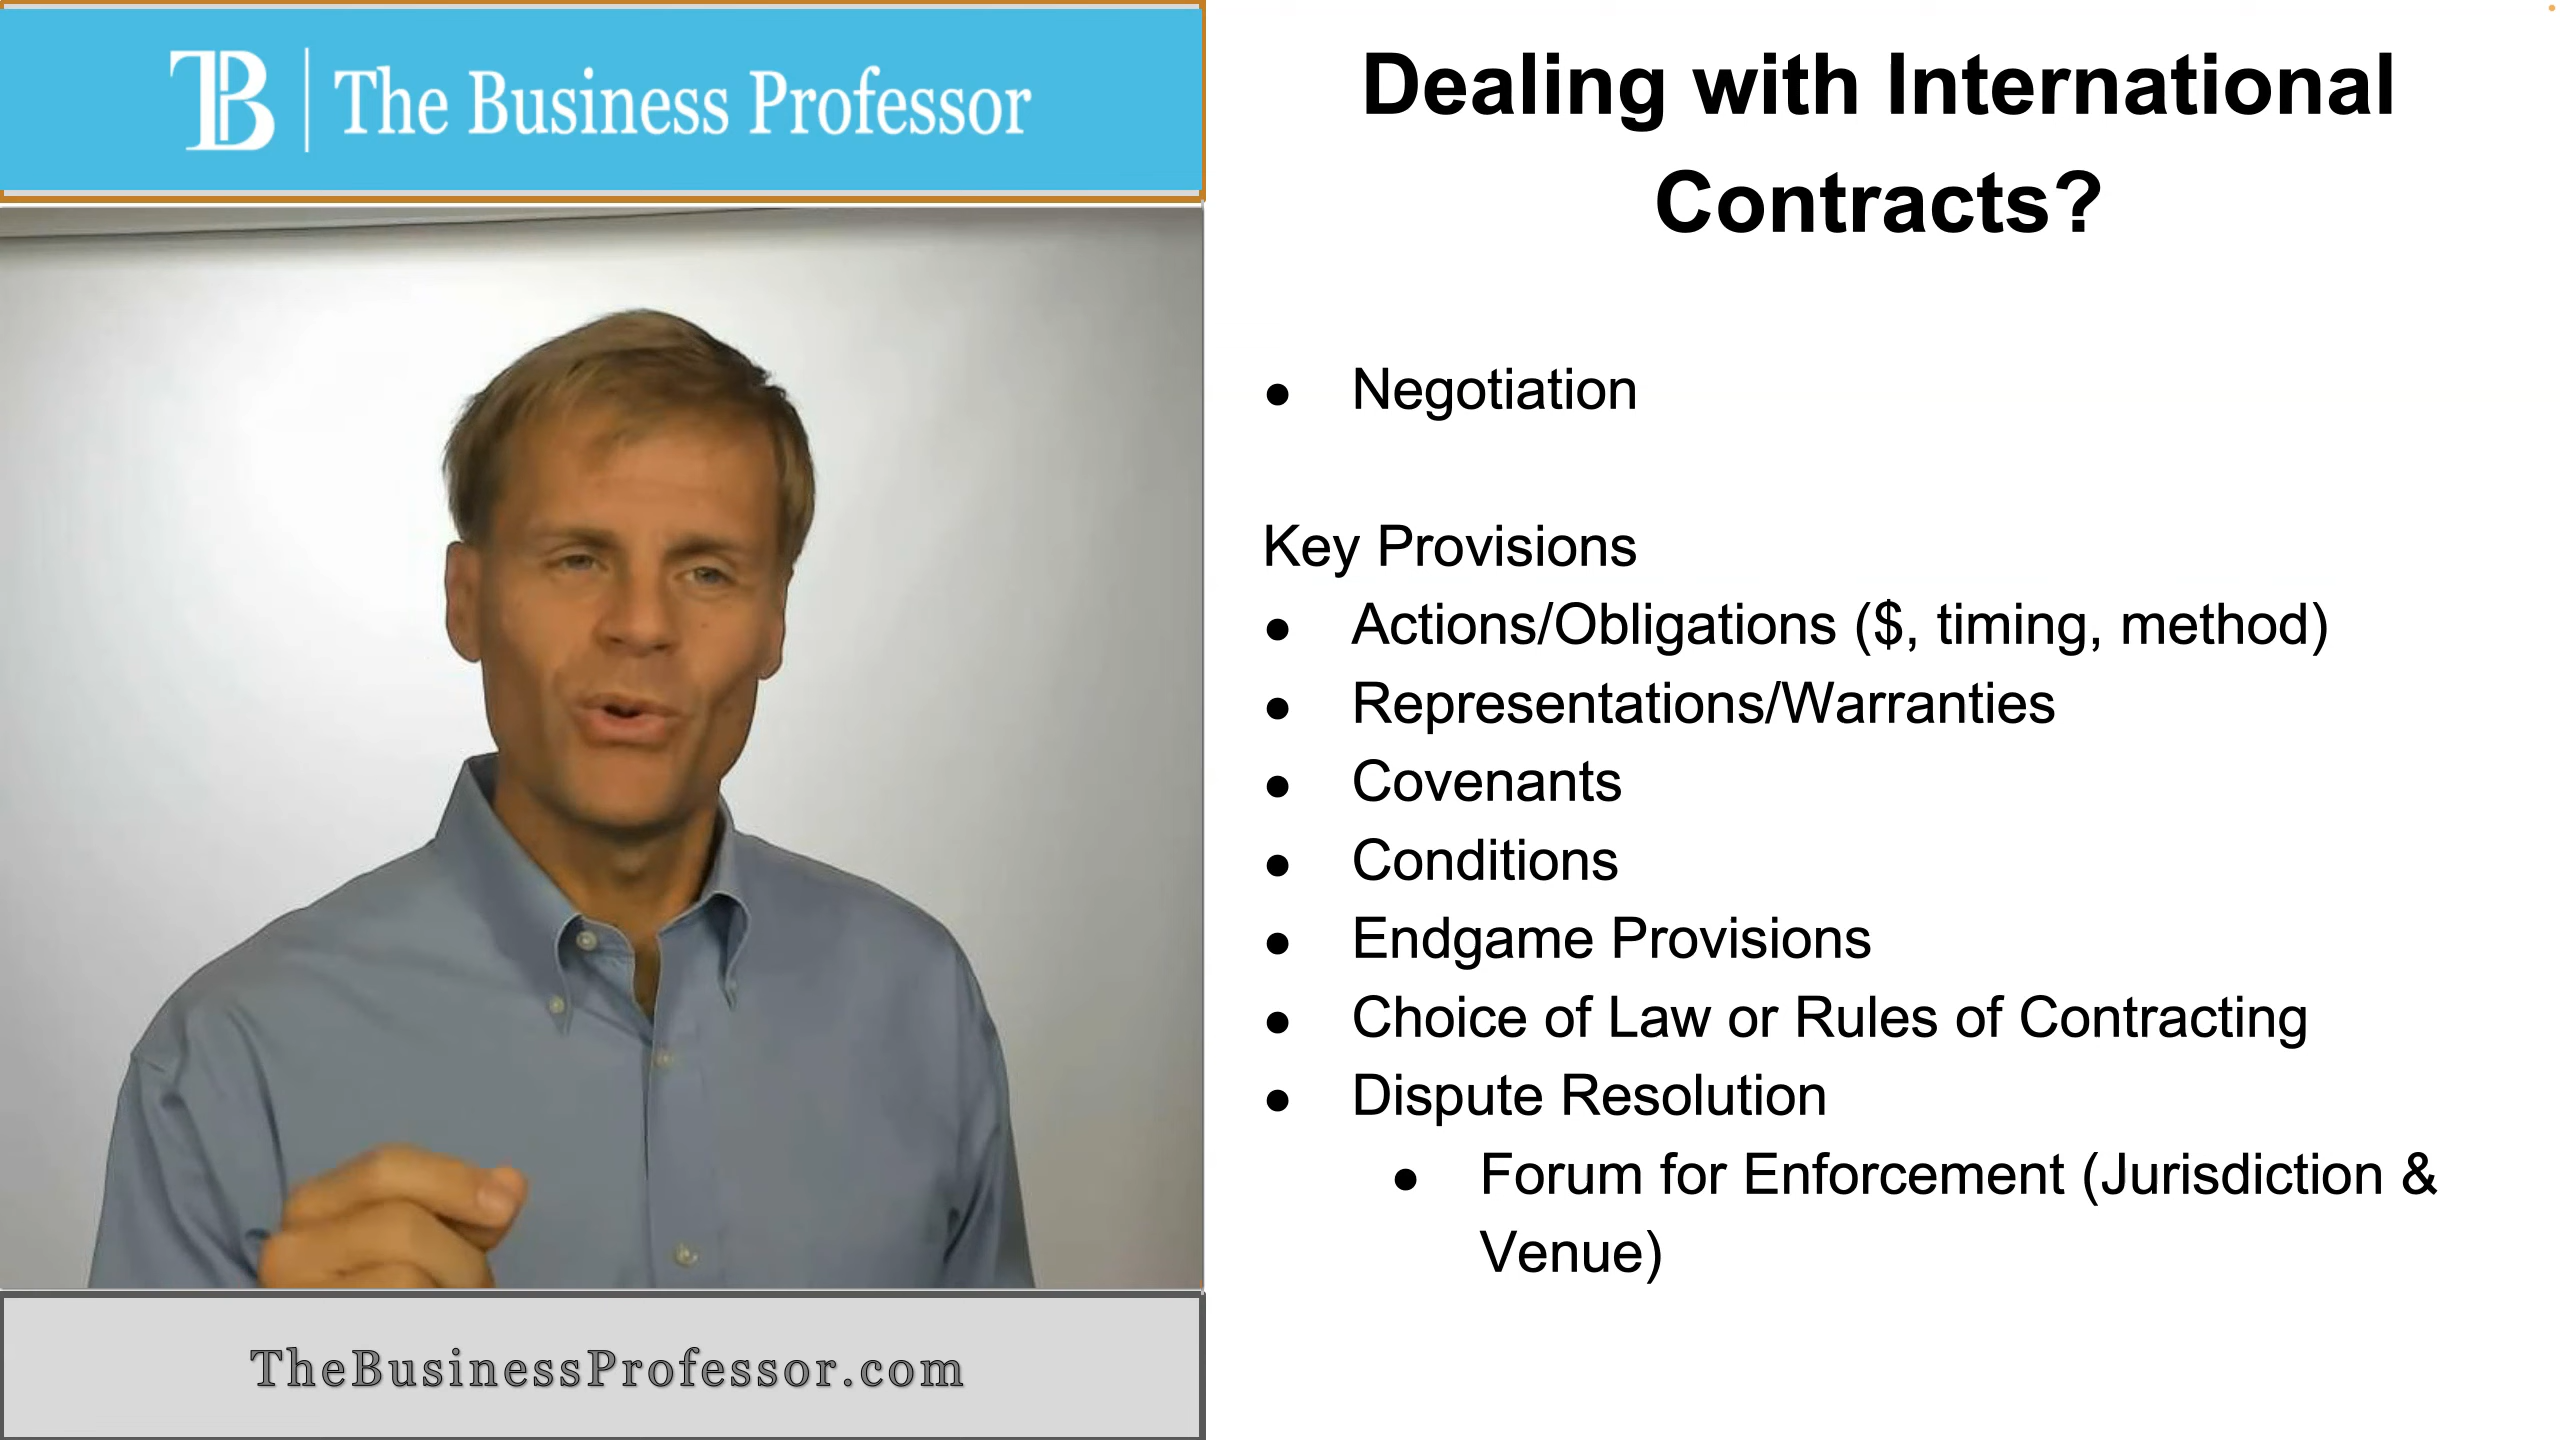 TB The Business Professor
TheBusinessProfessor.com
Dealing with International
Contracts?
● Negotiation
Key Provisions
● Actions/Obligations ($, timing, method)
● Representations/Warranties
● Covenants
● Conditions
● Endgame Provisions
● Choice of Law or Rules of Contracting
● Dispute Resolution
● Forum for Enforcement (Jurisdiction &
Venue)